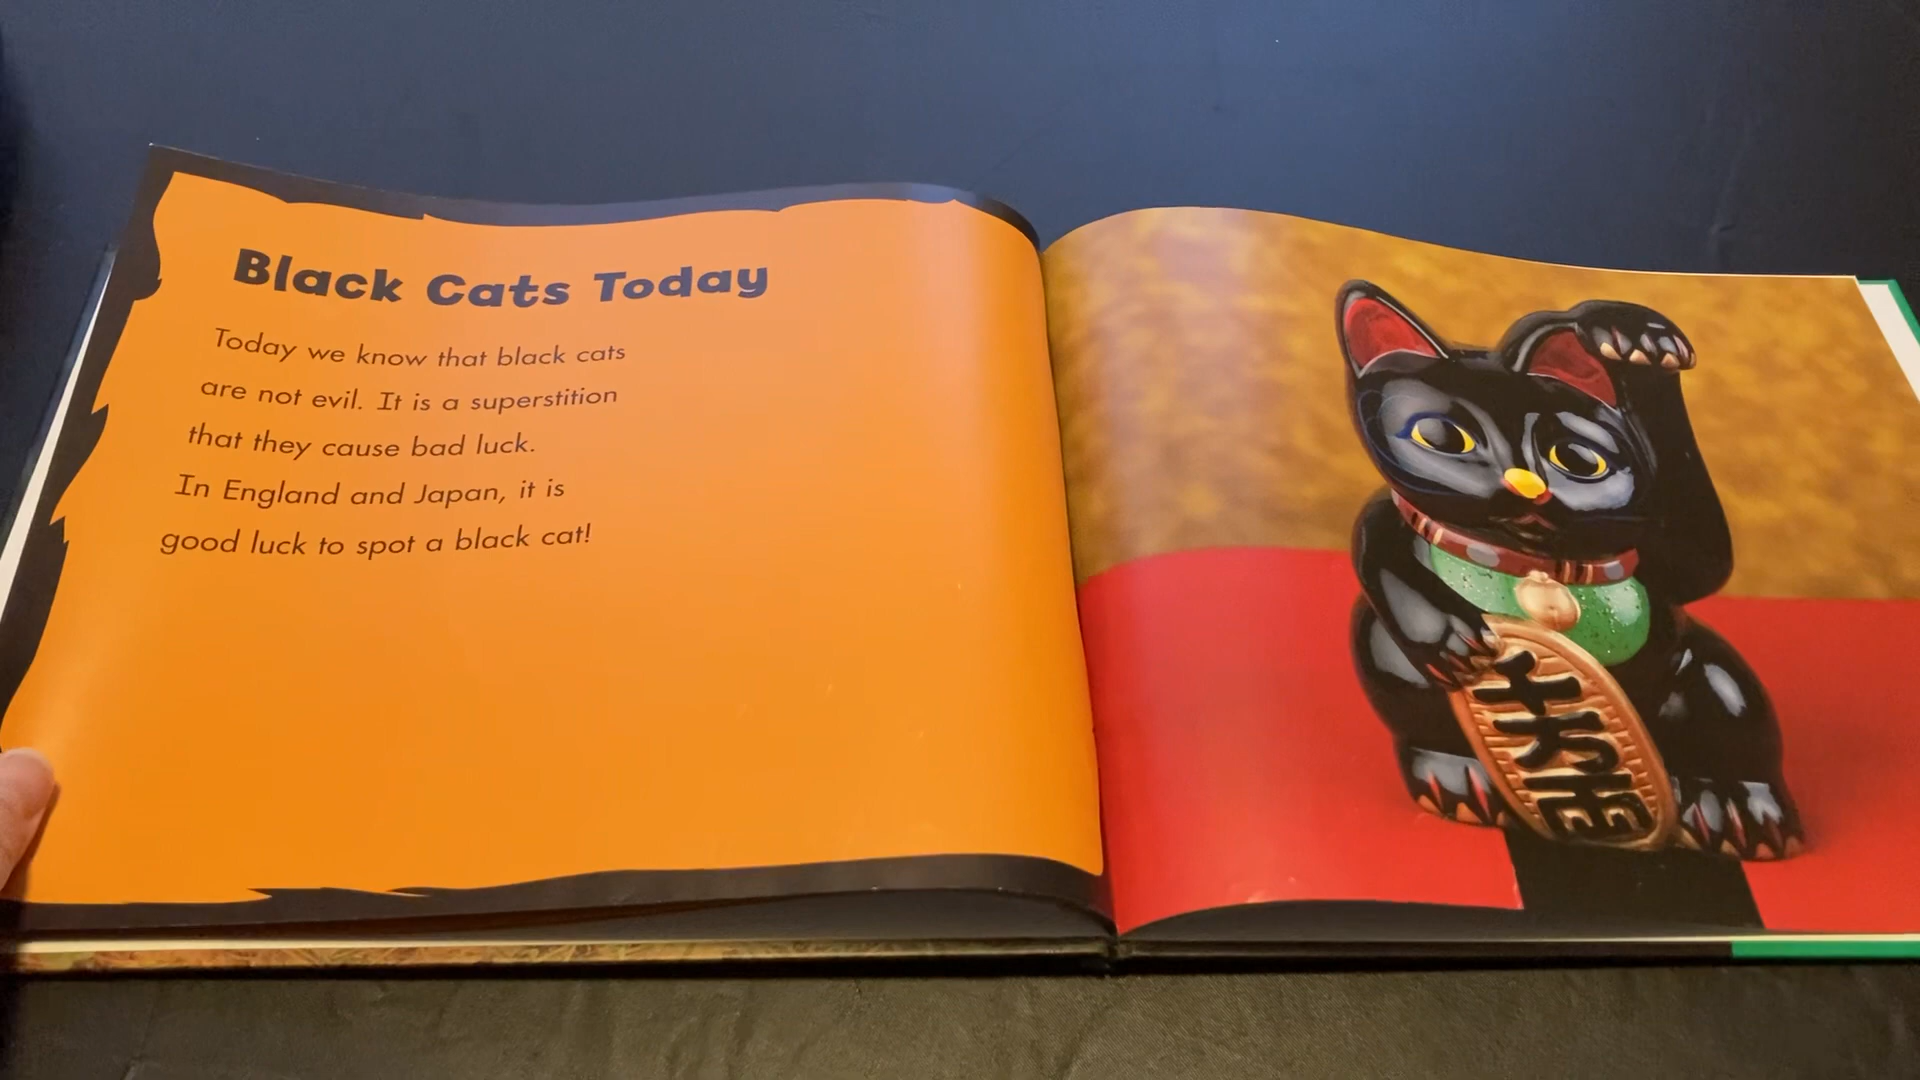 Black Cats Today
Today we know that black cats
are not evil. It is a superstition
that they cause bad luck.
In England and Japan, it is
good luck to spot a black cat!
千万両